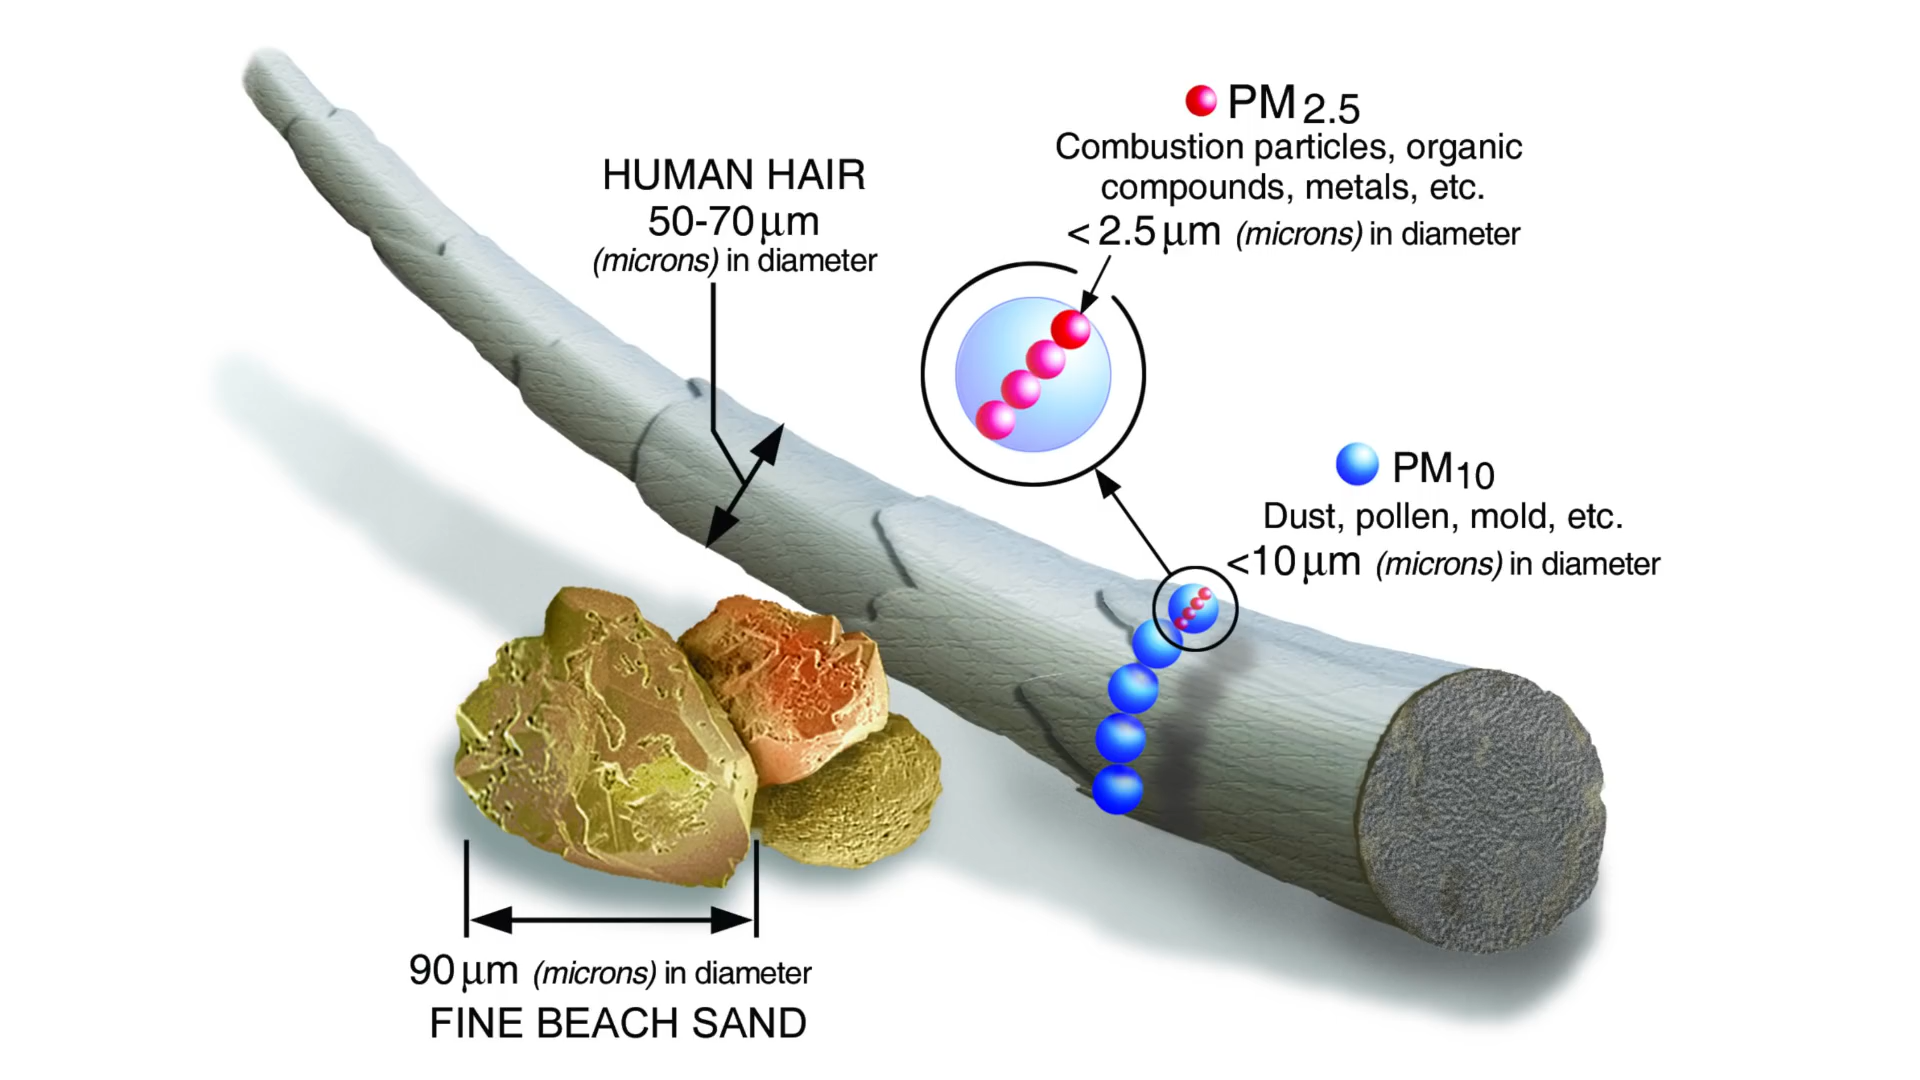 HUMAN HAIR
50-70 µm
(microns) in diameter
PM 2.5
Combustion particles, organic
compounds, metals, etc.
< 2.5 µm (microns) in diameter
PM10
Dust, pollen, mold, etc.
<10 µm (microns) in diameter
90 µm (microns) in diameter
FINE BEACH SAND